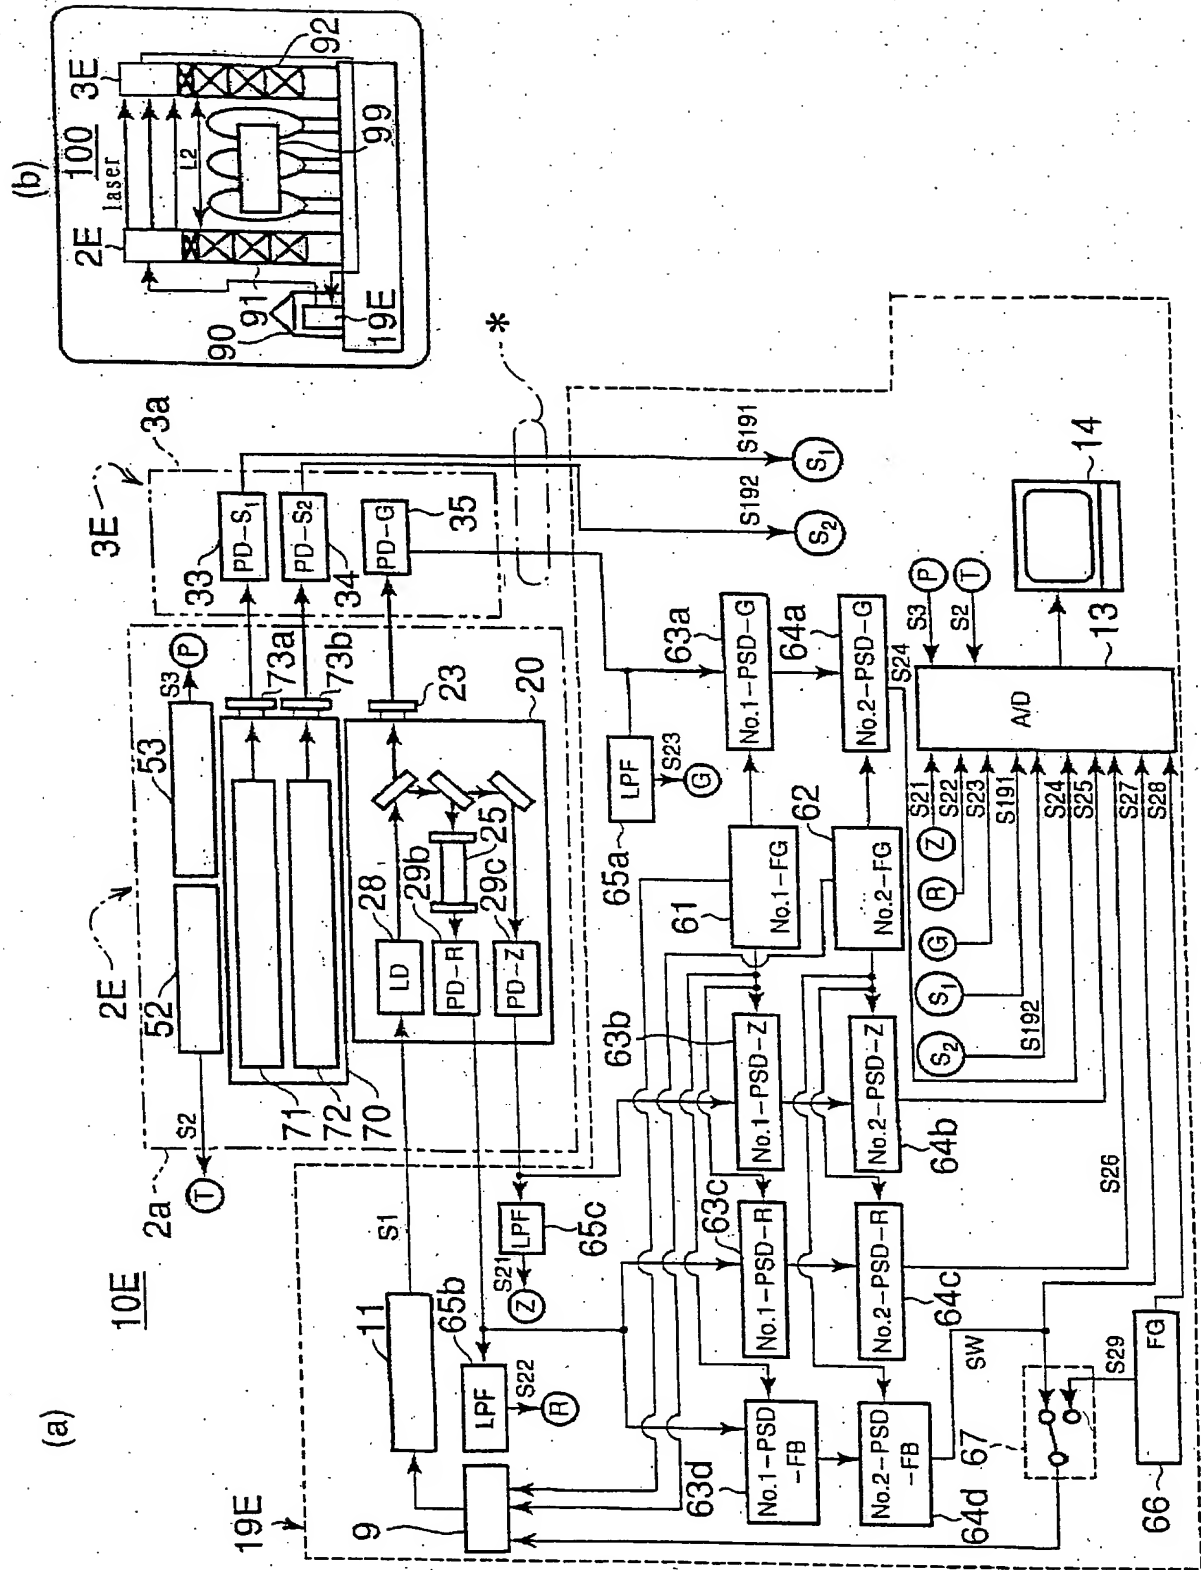 (a)
10E
(b)
100
2E
laser
3E
L2
92
91
90
19E
99
2E
52
53
S2
T
S3
P
2a
71
72
70
73a
73b
3E
3a
33
PD-S1
PD-S2
34
PD-G
35
*
28
LD
29b
PD-R
25
29c
PD-Z
23
20
19E
9
11
S1
65b
LPF
S22
R
LPF
65c
S21
Z
65a
LPF
S23
G
S191
S1
S192
S2
63a
No.1-PSD-G
64a
No.2-PSD-G
S24
61
No.1-FG
62
No.2-FG
63b
No.1-PSD-Z
No.2-PSD-Z
64b
63c
No.1-PSD-R
No.2-PSD-R
64c
63d
No.1-PSD
-FB
No.2-PSD
-FB
64d
SW
S26
67
S29
FG
66
S3
P
S2
T
14
13
A/D
S21
Z
S22
R
S23
G
S191
S1
S192
S2
S24
S25
S27
S28